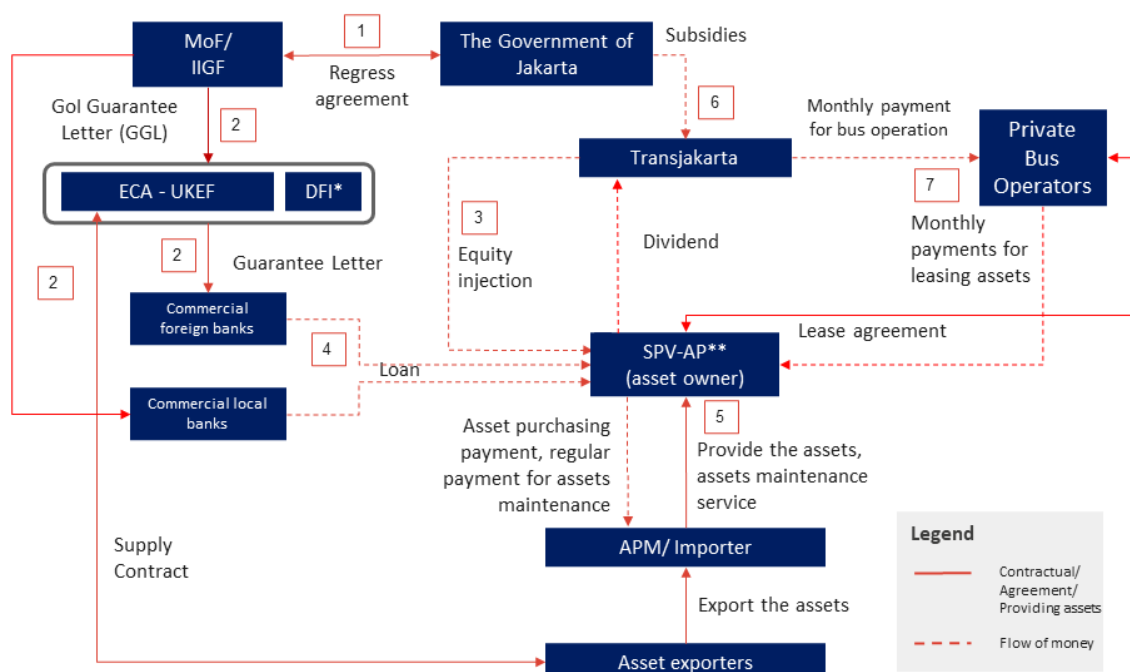 MoF/
IIGF
1
Regress
agreement
The Government of
Jakarta
Subsidies
6
GoI Guarantee
Letter (GGL)
2
Monthly payment
for bus operation
Private
Bus
Operators
Transjakarta
ECA - UKEF
DFI*
7
3
Equity
injection
Dividend
Monthly
payments for
leasing assets
2
2
Guarantee Letter
Commercial
foreign banks
4
Loan
Lease agreement
SPV-AP**
(asset owner)
Commercial local
banks
5
Asset purchasing
payment, regular
payment for assets
maintenance
Provide the assets,
assets maintenance
service
Supply
Contract
APM/ Importer
Export the assets
Asset exporters
Legend
Contractual/
Agreement/
Providing assets
Flow of money